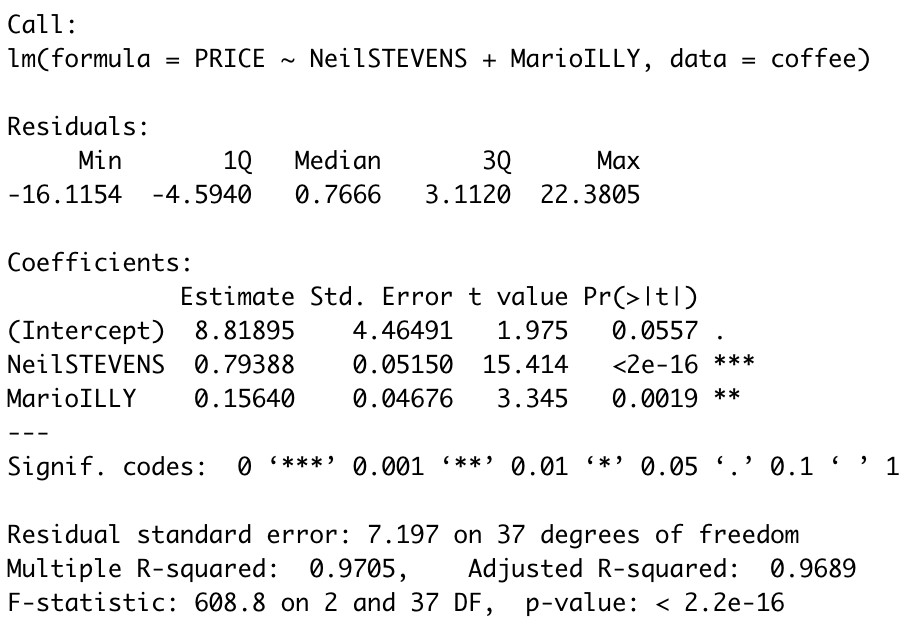 Call:
lm(formula = PRICE ~ NeilSTEVENS + MarioILLY, data = coffee)
Residuals:
     Min       1Q   Median       3Q      Max
-16.1154  -4.5940   0.7666   3.1120  22.3805
Coefficients:
            Estimate Std. Error t value Pr(>|t|)
(Intercept)  8.81895    4.46491   1.975   0.0557 .
NeilSTEVENS  0.79388    0.05150  15.414   <2e-16 ***
MarioILLY    0.15640    0.04676   3.345   0.0019 **
---
Signif. codes:  0 ‘***’ 0.001 ‘**’ 0.01 ‘*’ 0.05 ‘.’ 0.1 ‘ ’ 1
Residual standard error: 7.197 on 37 degrees of freedom
Multiple R-squared:  0.9705,    Adjusted R-squared:  0.9689
F-statistic: 608.8 on 2 and 37 DF,  p-value: < 2.2e-16